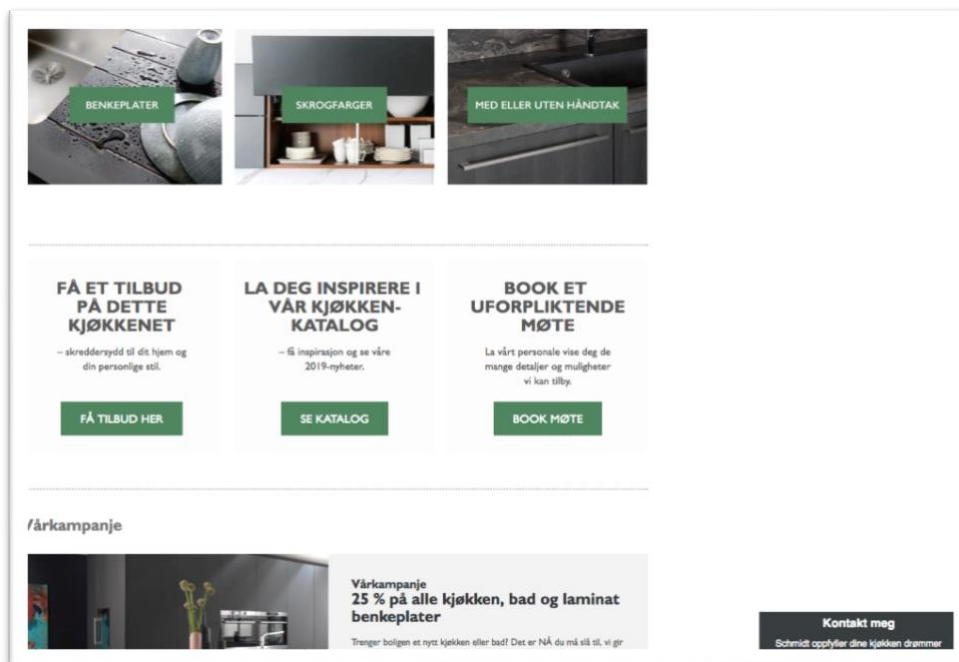 BENKEPLATER
SKROGFARGER
MED ELLER UTEN HÅNDTAK
FÅ ET TILBUD
PÅ DETTE
KJØKKENET
– skreddersydd til dit hjem og
din personlige stil.
FÅ TILBUD HER
LA DEG INSPIRERE I
VÅR KJØKKEN-
KATALOG
– få inspirasjon og se våre
2019-nyheter.
SE KATALOG
BOOK ET
UFORPLIKTENDE
MØTE
La vårt personale vise deg de
mange detaljer og muligheter
vi kan tilby.
BOOK MØTE
Vårkampanje
Vårkampanje
25 % på alle kjøkken, bad og laminat
benkeplater
Trenger boligen et nytt kjøkken eller bad? Det er NÅ du må slå til, vi gir
Kontakt meg
Schmidt oppfyller dine kjøkken drømmer